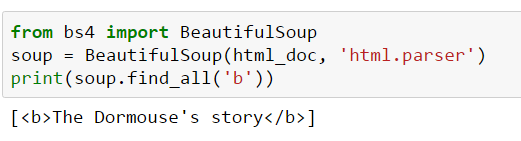 from bs4 import BeautifulSoup
soup = BeautifulSoup(html_doc, 'html.parser')
print(soup.find_all('b'))
[<b>The Dormouse's story</b>]